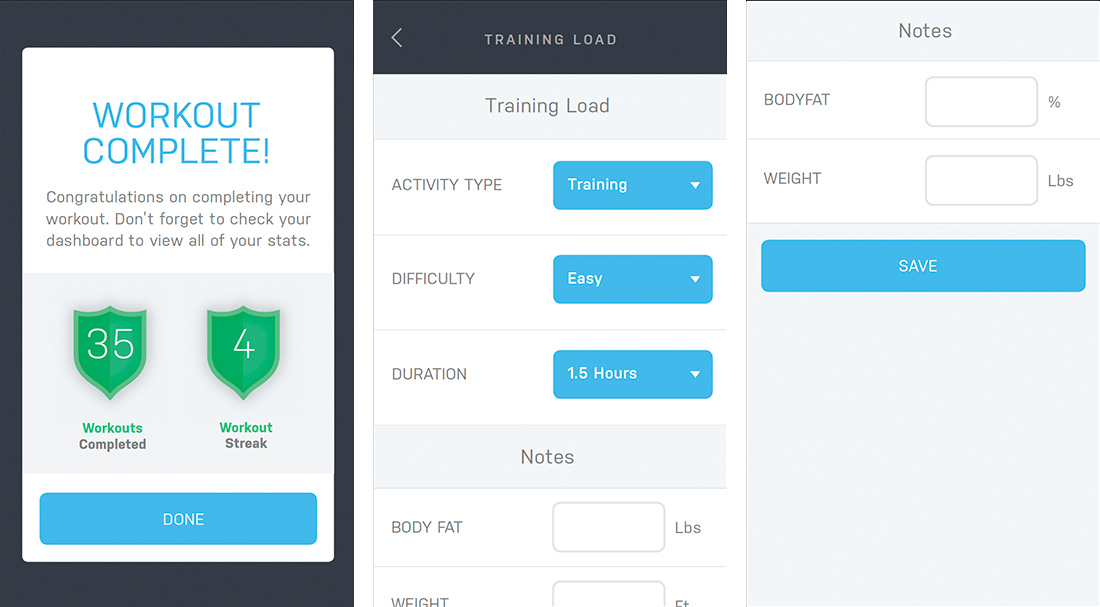 WORKOUT
COMPLETE!
Congratulations on completing your
workout. Don't forget to check your
dashboard to view all of your stats.
35
4
Workouts
Completed
Workout
Streak
DONE
TRAINING LOAD
Training Load
ACTIVITY TYPE Training
DIFFICULTY Easy
DURATION 1.5 Hours
Notes
BODY FAT Lbs
WEIGHT Ft
Notes
BODYFAT %
WEIGHT Lbs
SAVE